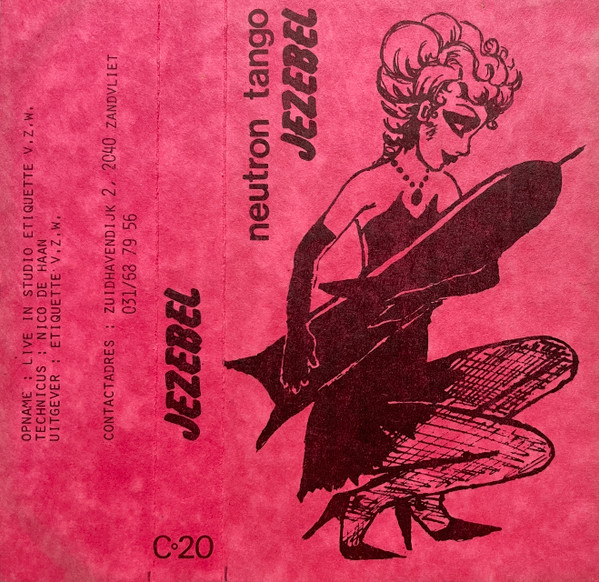 neutron tango
JEZEBEL
JEZEBEL
C•20
OPNAME : LIVE IN STUDIO ETIQUETTE V.Z.W.
TECHNICUS : NICO DE HAAN
UITGEVER : ETIQUETTE V.Z.W.
CONTACTADRES : ZUIDHAVENDIJK 2, 2040 ZANDVLIET
031/68 79 56